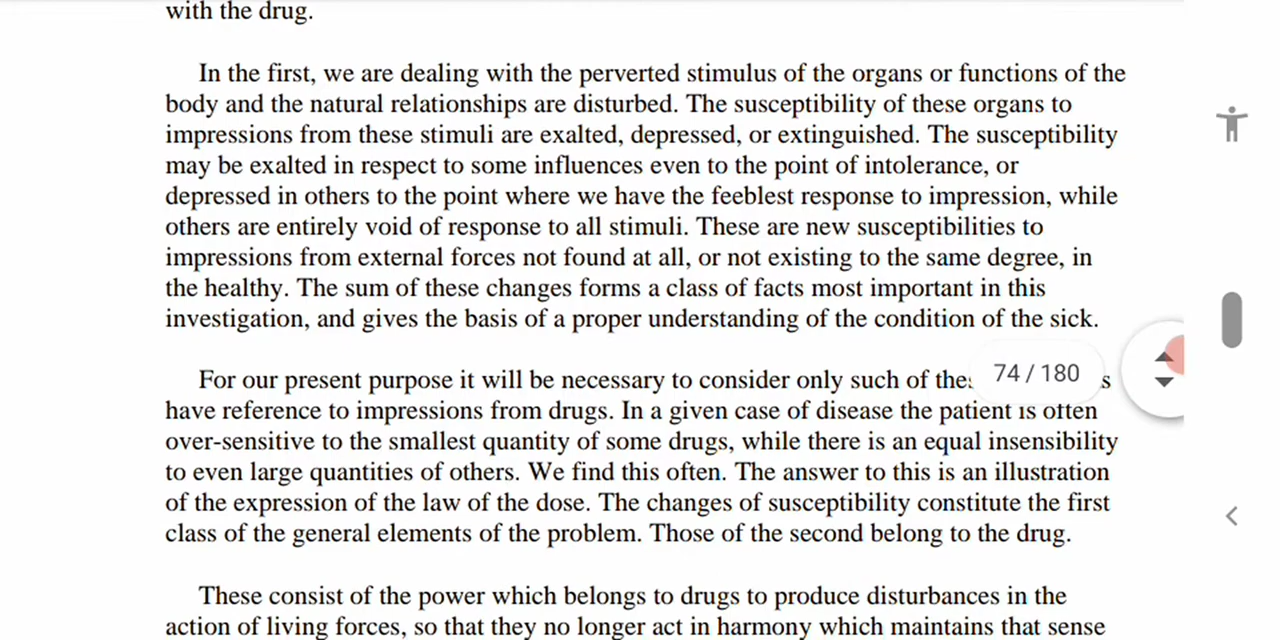 with the drug.
In the first, we are dealing with the perverted stimulus of the organs or functions of the
body and the natural relationships are disturbed. The susceptibility of these organs to
impressions from these stimuli are exalted, depressed, or extinguished. The susceptibility
may be exalted in respect to some influences even to the point of intolerance, or
depressed in others to the point where we have the feeblest response to impression, while
others are entirely void of response to all stimuli. These are new susceptibilities to
impressions from external forces not found at all, or not existing to the same degree, in
the healthy. The sum of these changes forms a class of facts most important in this
investigation, and gives the basis of a proper understanding of the condition of the sick.
For our present purpose it will be necessary to consider only such of
74 / 180
have reference to impressions from drugs. In a given case of disease the patient is often
over-sensitive to the smallest quantity of some drugs, while there is an equal insensibility
to even large quantities of others. We find this often. The answer to this is an illustration
of the expression of the law of the dose. The changes of susceptibility constitute the first
class of the general elements of the problem. Those of the second belong to the drug.
These consist of the power which belongs to drugs to produce disturbances in the
action of living forces, so that they no longer act in harmony which maintains that sense